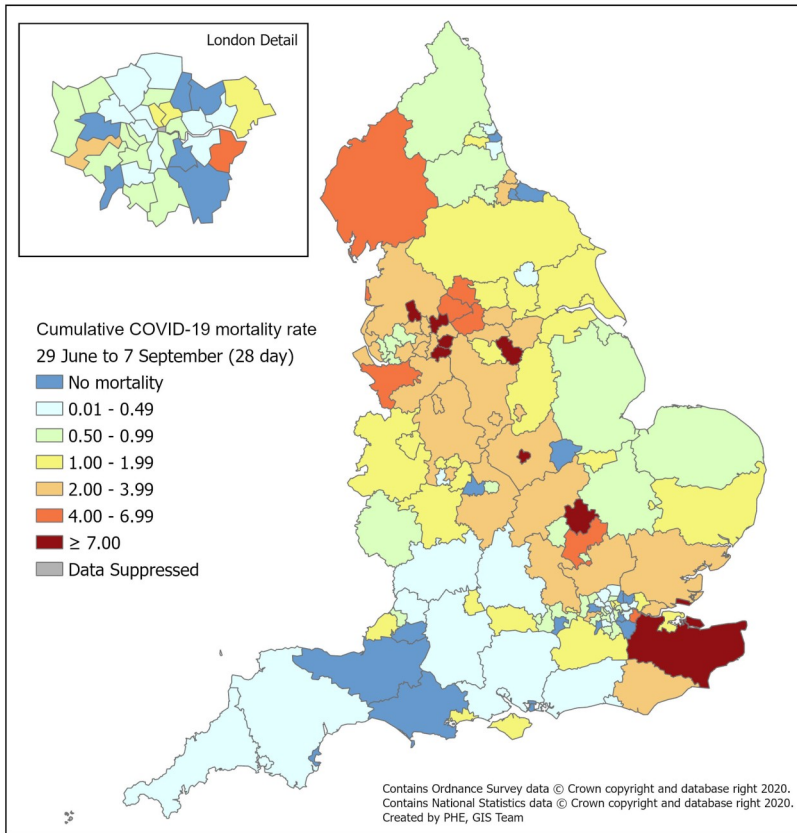 London Detail
Cumulative COVID-19 mortality rate
29 June to 7 September (28 day)
No mortality
0.01 - 0.49
0.50 - 0.99
1.00 - 1.99
2.00 - 3.99
4.00 - 6.99
≥ 7.00
Data Suppressed
Contains Ordnance Survey data © Crown copyright and database right 2020.
Contains National Statistics data © Crown copyright and database right 2020.
Created by PHE, GIS Team